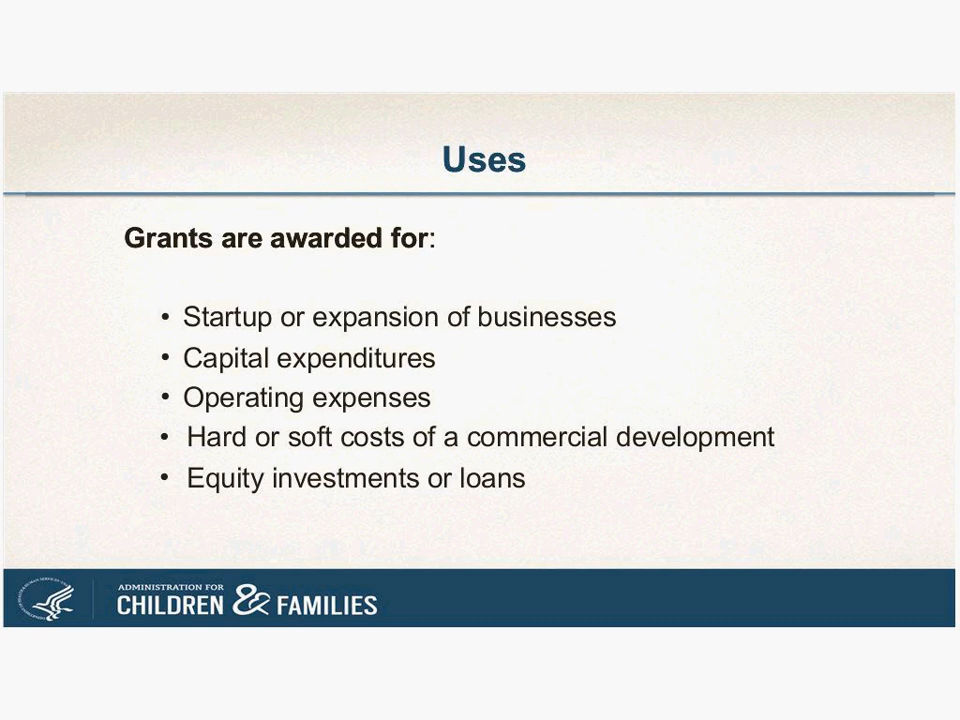 Uses
Grants are awarded for:
• Startup or expansion of businesses
• Capital expenditures
• Operating expenses
• Hard or soft costs of a commercial development
• Equity investments or loans
ADMINISTRATION FOR
CHILDREN & FAMILIES